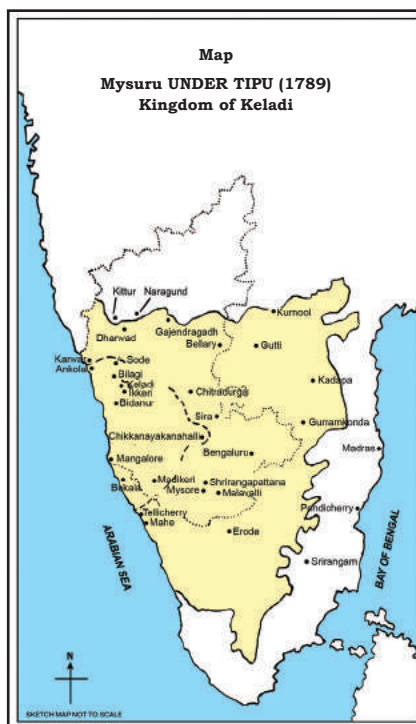 Map
Mysuru UNDER TIPU (1789)
Kingdom of Keladi
Kittur
Naragund
Kurnool
Dharwad
Gajendragadh
Bellary
Gutti
Karwar
Ankola
Sode
Bilagi
Keladi
Ikkeri
Bidanur
Chitradurga
Kadapa
Sira
Gurramkonda
Chikkanayakanahalli
Bengaluru
Madras
Mangalore
Bekala
Madikeri
Shrirangapattana
Mysore
Malavalli
Pondicherry
Tellicherry
Mahe
Erode
Srirangam
ARABIAN SEA
BAY OF BENGAL
N
SKETCH MAP NOT TO SCALE